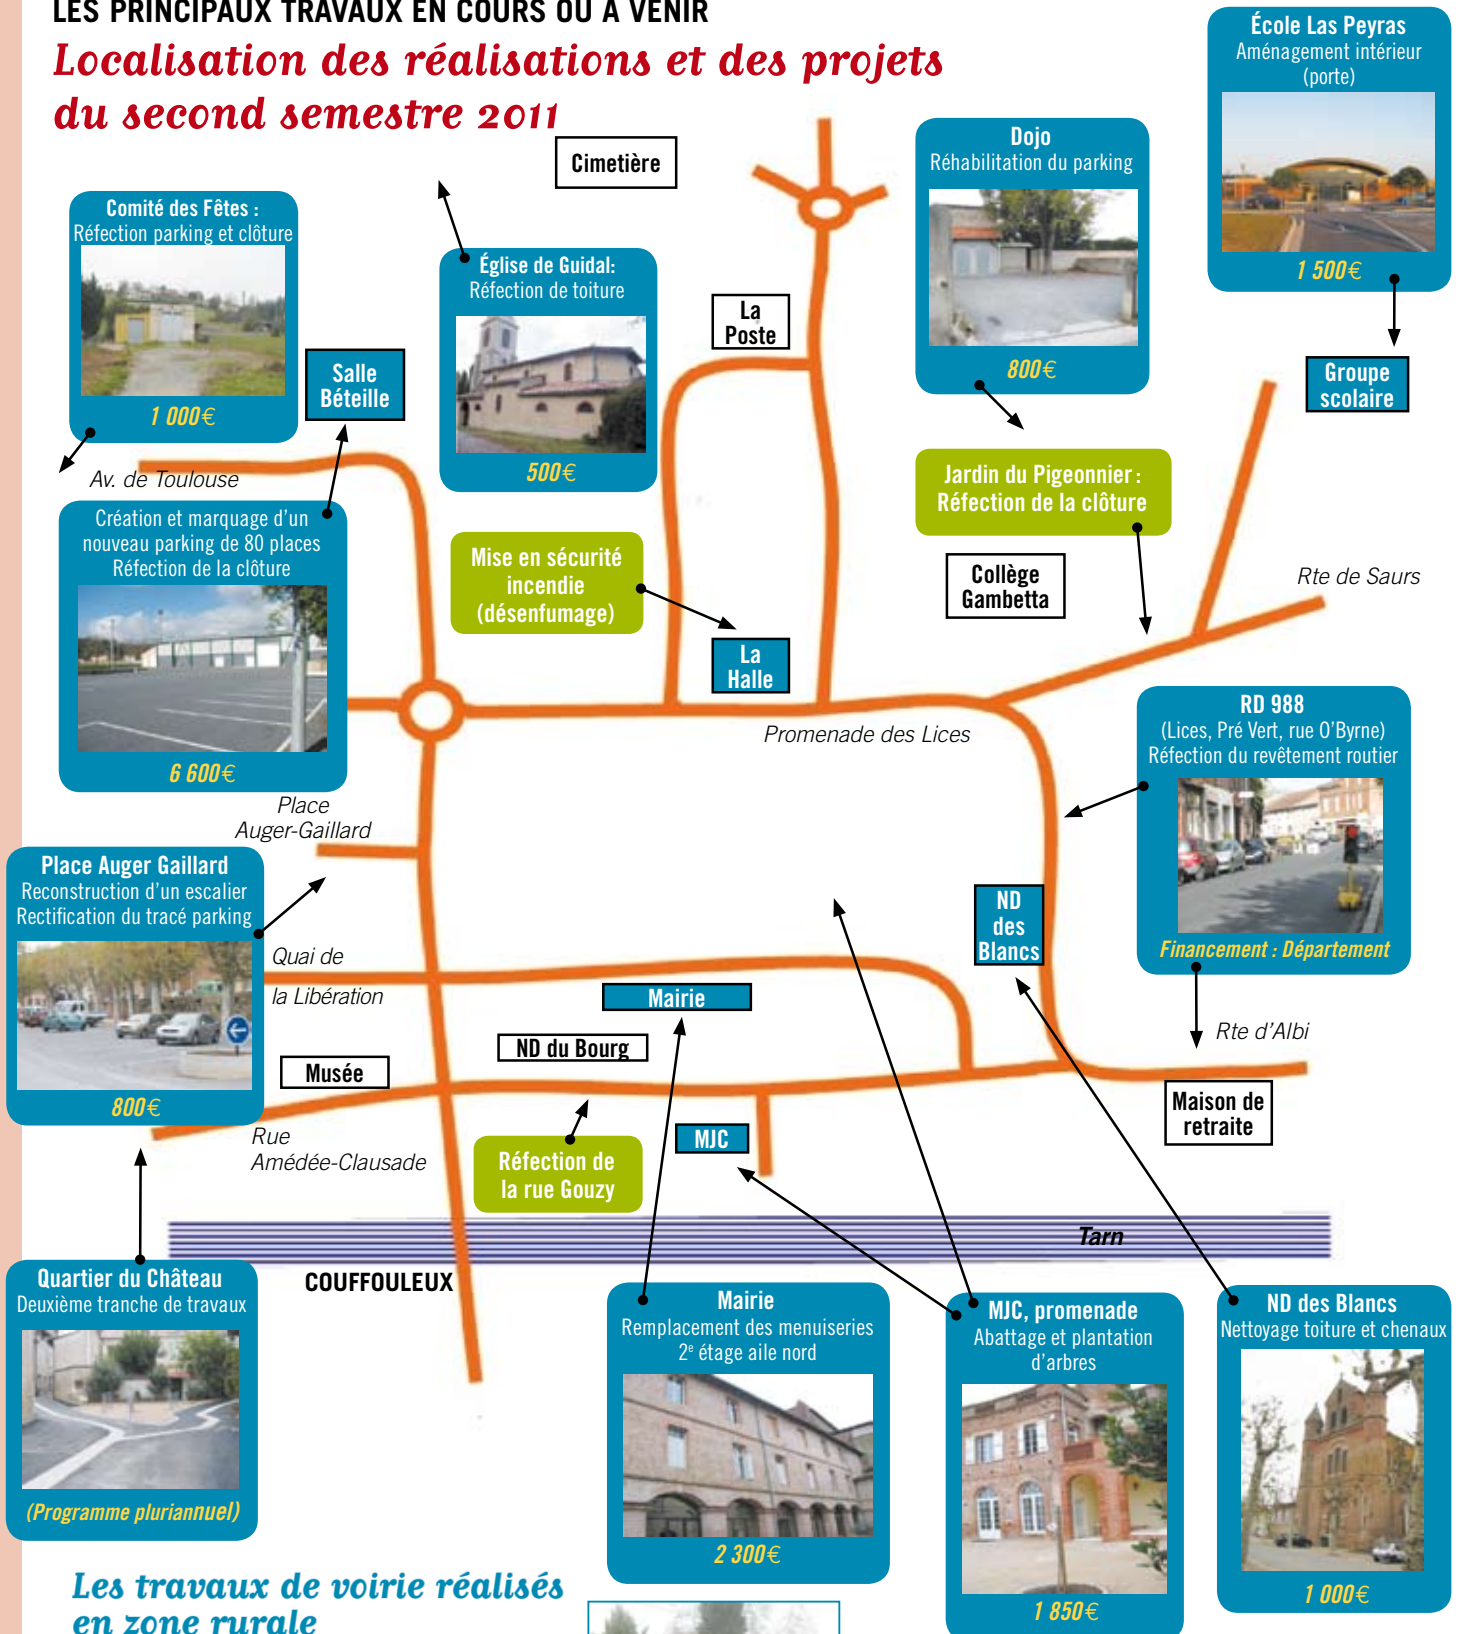 LES PRINCIPAUX TRAVAUX EN COURS OU A VENIR
Localisation des réalisations et des projets
du second semestre 2011
École Las Peyras
Aménagement intérieur
(porte)
1 500€
Cimetière
Dojo
Réhabilitation du parking
800€
Comité des Fêtes :
Réfection parking et clôture
1 000€
Église de Guidal:
Réfection de toiture
500€
La
Poste
Salle
Béteille
Groupe
scolaire
Av. de Toulouse
Jardin du Pigeonnier :
Réfection de la clôture
Création et marquage d'un
nouveau parking de 80 places
Réfection de la clôture
6 600€
Mise en sécurité
incendie
(désenfumage)
Collège
Gambetta
Rte de Saurs
La
Halle
Promenade des Lices
RD 988
(Lices, Pré Vert, rue O'Byrne)
Réfection du revêtement routier
Financement : Département
Place
Auger-Gaillard
Place Auger Gaillard
Reconstruction d'un escalier
Rectification du tracé parking
800€
ND
des
Blancs
Quai de
la Libération
Mairie
Rte d'Albi
ND du Bourg
Musée
Maison de
retraite
Rue
Amédée-Clausade
MJC
Réfection de
la rue Gouzy
Tarn
COUFFOULEUX
Quartier du Château
Deuxième tranche de travaux
(Programme pluriannuel)
Mairie
Remplacement des menuiseries
2e étage aile nord
2 300€
MJC, promenade
Abattage et plantation
d'arbres
1 850€
ND des Blancs
Nettoyage toiture et chenaux
1 000€
Les travaux de voirie réalisés
en zone rurale